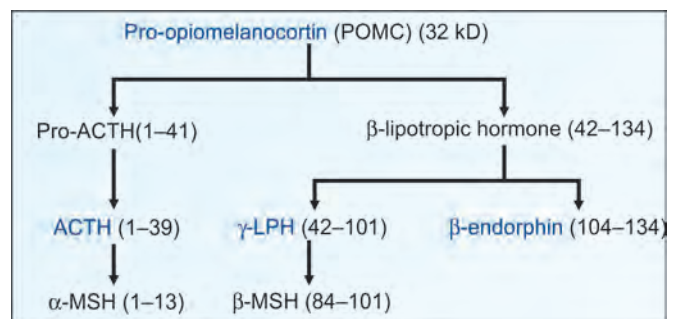 Pro-opiomelanocortin (POMC) (32 kD)
Pro-ACTH(1–41) β-lipotropic hormone (42–134)
ACTH (1–39) γ-LPH (42–101) β-endorphin (104–134)
α-MSH (1–13) β-MSH (84–101)